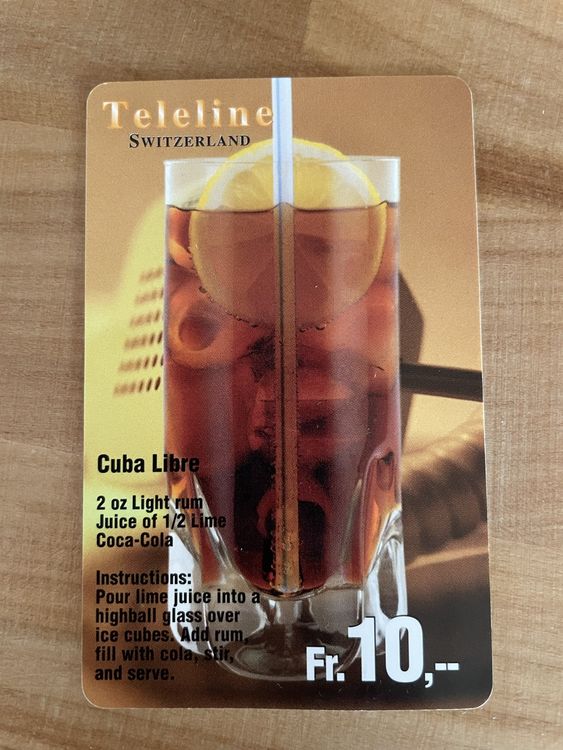 Teleline
SWITZERLAND
Cuba Libre
2 oz Light rum
Juice of 1/2 Lime
Coca-Cola
Instructions:
Pour lime juice into a
highball glass over
ice cubes. Add rum,
fill with cola, stir,
and serve.
Fr. 10,--